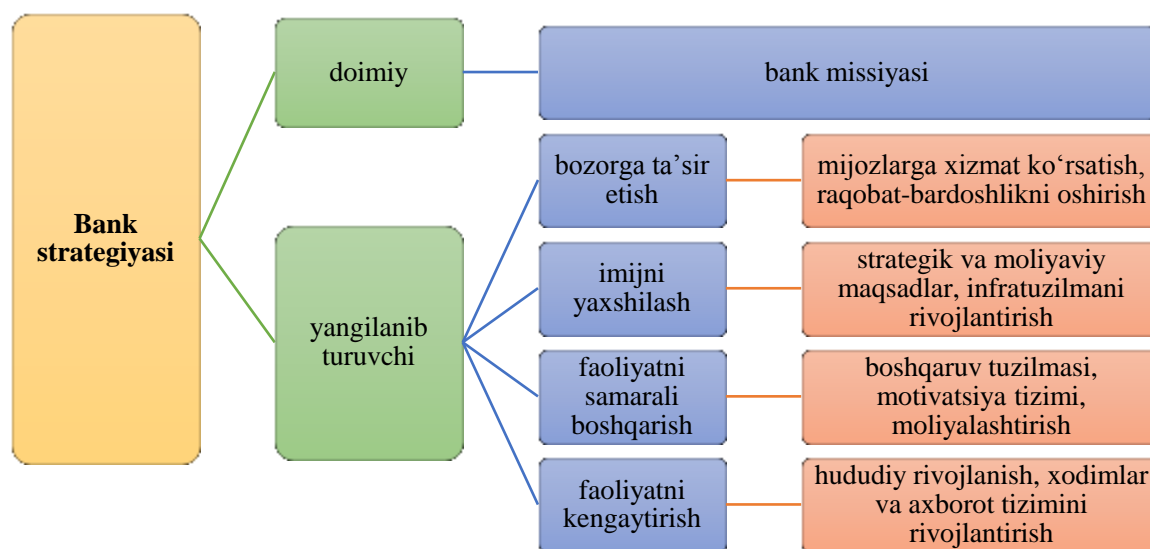 Bank
strategiyasi
doimiy
bank missiyasi
yangilanib
turuvchi
bozorga ta’sir
etish
mijozlarga xizmat ko‘rsatish,
raqobat-bardoshlikni oshirish
imijni
yaxshilash
strategik va moliyaviy
maqsadlar, infratuzilmani
rivojlantirish
faoliyatni
samarali
boshqarish
boshqaruv tuzilmasi,
motivatsiya tizimi,
moliyalashtirish
faoliyatni
kengaytirish
hududiy rivojlanish, xodimlar
va axborot tizimini
rivojlantirish